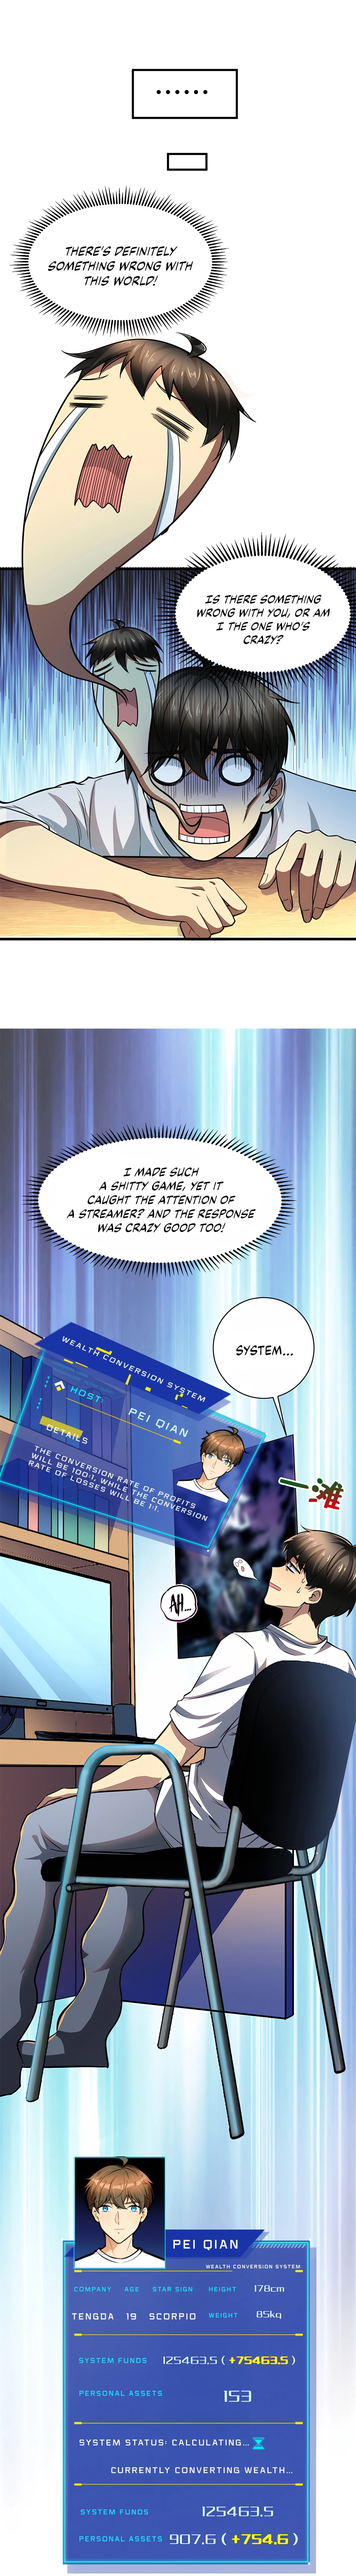 ......
THERE'S DEFINITELY
SOMETHING WRONG WITH
THIS WORLD!
IS THERE SOMETHING
WRONG WITH YOU, OR AM
I THE ONE WHO'S
CRAZY?
I MADE SUCH
A SHITTY GAME, YET IT
CAUGHT THE ATTENTION OF
A STREAMER? AND THE RESPONSE
WAS CRAZY GOOD TOO!
SYSTEM...
WEALTH CONVERSION SYSTEM
HOST:
PEI QIAN
DETAILS
THE CONVERSION RATE OF PROFITS
WILL BE 100:1, WHILE THE CONVERSION
RATE OF LOSSES WILL BE 1:1.
一滩
AH...
PEI QIAN
WEALTH CONVERSION SYSTEM
COMPANY AGE STAR SIGN HEIGHT 178cm
TENGDA 19 SCORPIO WEIGHT 85kg
SYSTEM FUNDS 125463.5 (+75463.5)
PERSONAL ASSETS 153
SYSTEM STATUS: CALCULATING...
CURRENTLY CONVERTING WEALTH...
SYSTEM FUNDS 125463.5
PERSONAL ASSETS 907.6 (+754.6)